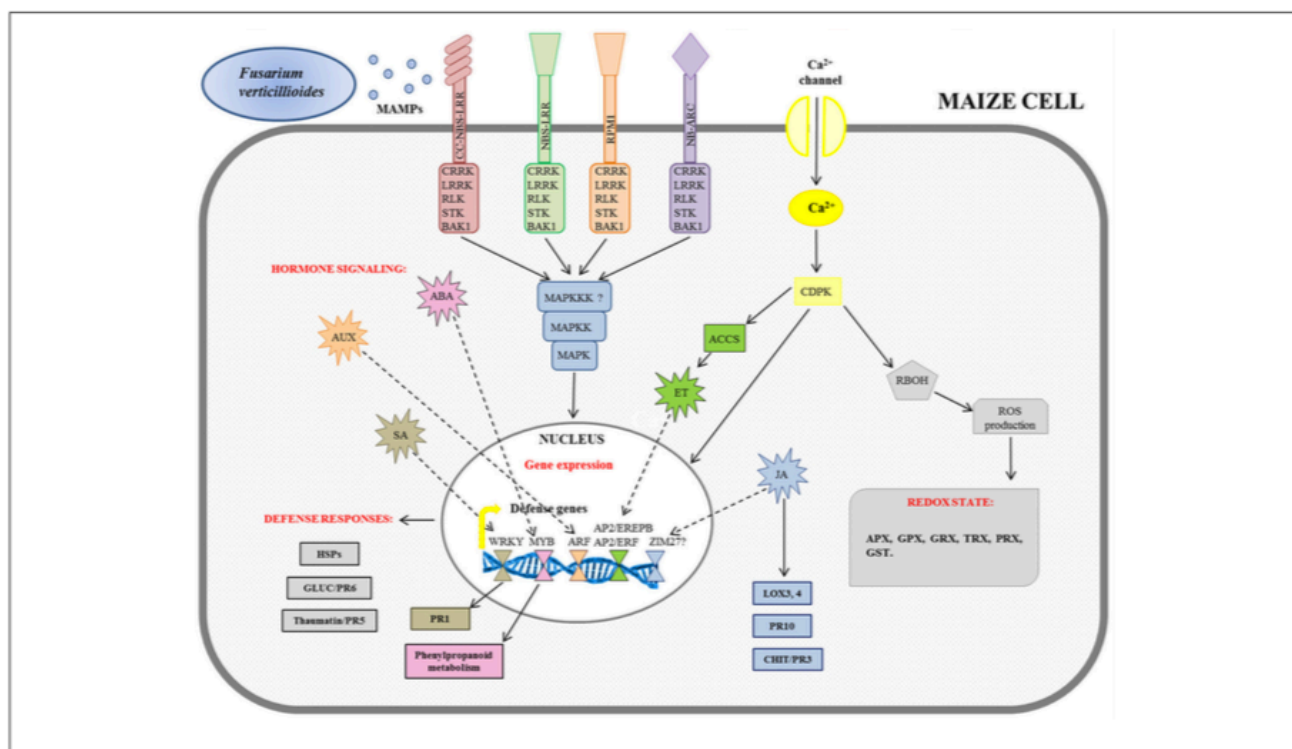 Fusarium
verticillioides
MAMPs
Ca²⁺
channel
MAIZE CELL
CC-NBS-LRR
NBS-LRR
RPM1
NB-ARC
CRRK
LRRK
RLK
STK
BAK1
CRRK
LRRK
RLK
STK
BAK1
CRRK
LRRK
RLK
STK
BAK1
CRRK
LRRK
RLK
STK
BAK1
Ca²⁺
HORMONE SIGNALING:
ABA
AUX
SA
MAPKKK ?
MAPKK
MAPK
CDPK
ACCS
ET
RBOH
ROS
production
JA
NUCLEUS
Gene expression
Defense genes
WRKY MYB ARF AP2/EREPB
AP2/ERF ZIM27?
REDOX STATE:
APX, GPX, GRX, TRX, PRX,
GST.
DEFENSE RESPONSES:
HSPs
GLUC/PR6
Thaumatin/PR5
PR1
Phenylpropanoid
metabolism
LOX3, 4
PR10
CHIT/PR3